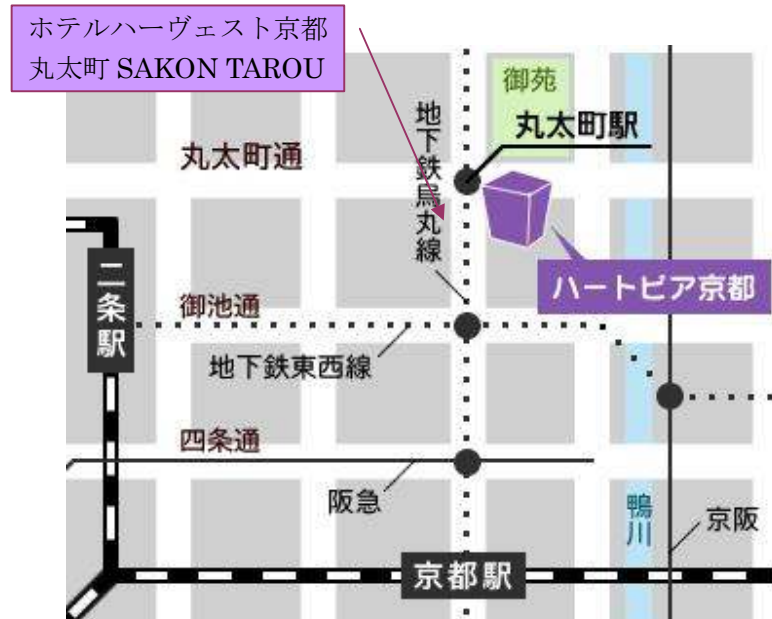 ホテルハーヴェスト京都
丸太町 SAKON TAROU
御苑
丸太町駅
丸太町通
地下鉄烏丸線
ハートピア京都
二条駅
御池通
地下鉄東西線
四条通
阪急
鴨川
京阪
京都駅